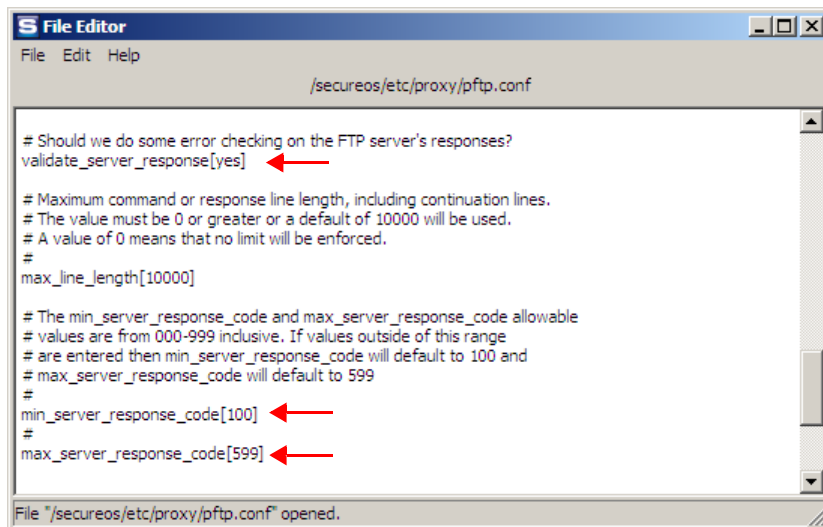 File Editor
File Edit Help
/secureos/etc/proxy/pftp.conf
# Should we do some error checking on the FTP server's responses?
validate_server_response[yes]
# Maximum command or response line length, including continuation lines.
# The value must be 0 or greater or a default of 10000 will be used.
# A value of 0 means that no limit will be enforced.
#
max_line_length[10000]
# The min_server_response_code and max_server_response_code allowable
# values are from 000-999 inclusive. If values outside of this range
# are entered then min_server_response_code will default to 100 and
# max_server_response_code will default to 599
#
min_server_response_code[100]
#
max_server_response_code[599]
File "/secureos/etc/proxy/pftp.conf" opened.